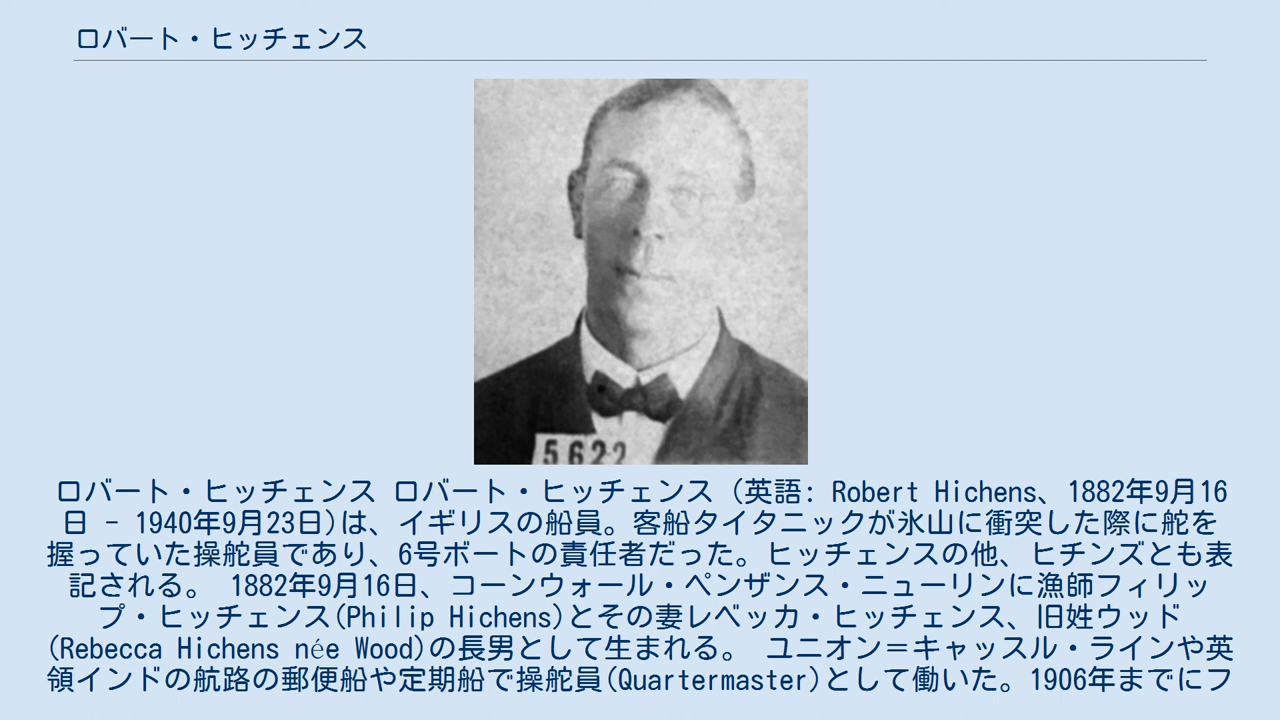 ロバート・ヒッチェンス
5622
ロバート・ヒッチェンス ロバート・ヒッチェンス (英語: Robert Hichens、1882年9月16
日 - 1940年9月23日)は、イギリスの船員。客船タイタニックが氷山に衝突した際に舵を
握っていた操舵員であり、6号ボートの責任者だった。ヒッチェンスの他、ヒチンズとも表
記される。 1882年9月16日、コーンウォール・ペンザンス・ニューリンに漁師フィリッ
プ・ヒッチェンス(Philip Hichens)とその妻レベッカ・ヒッチェンス、旧姓ウッド
(Rebecca Hichens née Wood)の長男として生まれる。 ユニオン＝キャッスル・ラインや英
領インドの航路の郵便船や定期船で操舵員(Quartermaster)として働いた。1906年までにフ